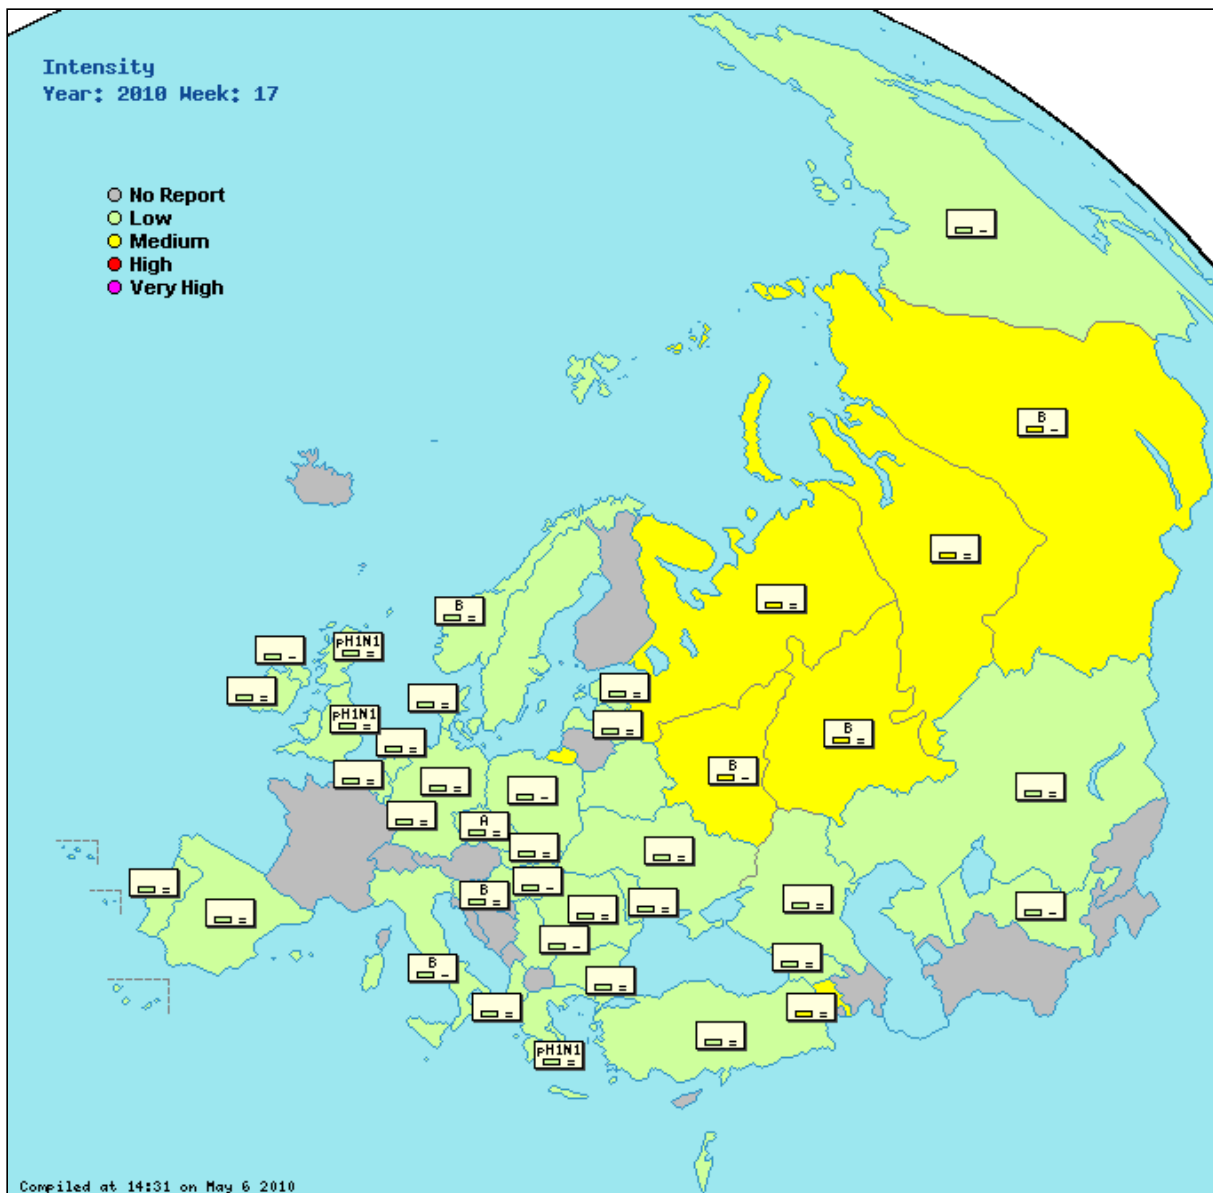 Intensity
Year: 2010 Week: 17
No Report
Low
Medium
High
Very High
B
B
pH1N1
pH1N1
B
B
A
B
B
pH1N1
Compiled at 14:31 on May 6 2010